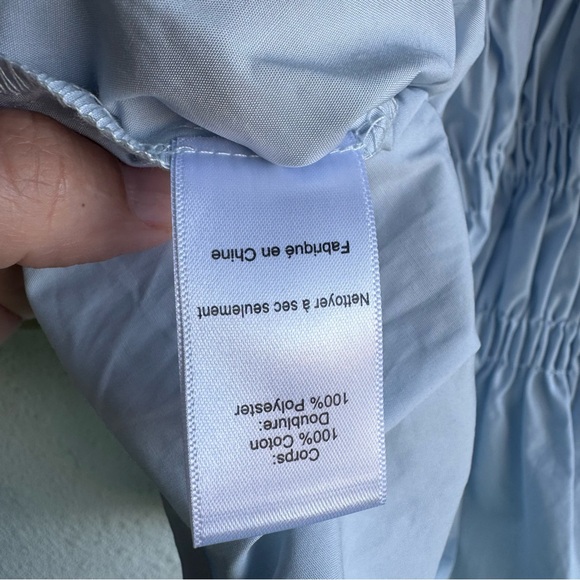 Corps:
100% Coton
Doublure:
100% Polyester
Nettoyer à sec seulement
Fabriqué en Chine